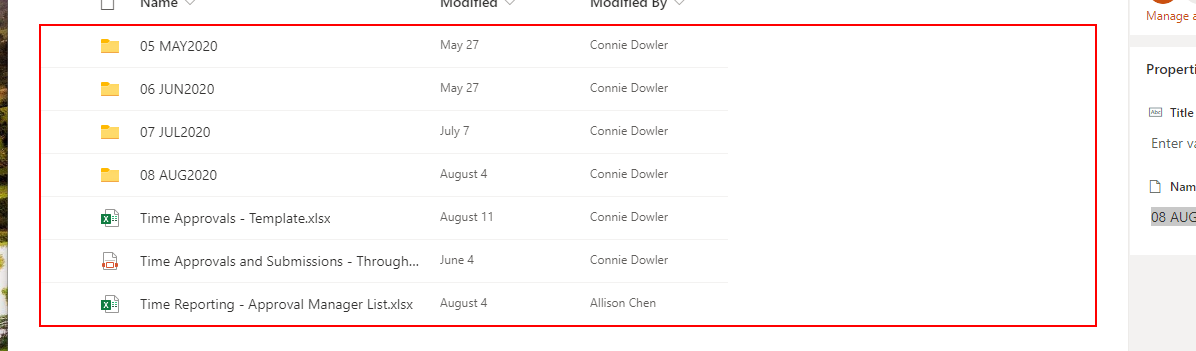 Name Modified Modified By
05 MAY2020 May 27 Connie Dowler
06 JUN2020 May 27 Connie Dowler
07 JUL2020 July 7 Connie Dowler
08 AUG2020 August 4 Connie Dowler
Time Approvals - Template.xlsx August 11 Connie Dowler
Time Approvals and Submissions - Through... June 4 Connie Dowler
Time Reporting - Approval Manager List.xlsx August 4 Allison Chen
Manage a
Properti
Abc Title
Enter va
Nam
08 AUG